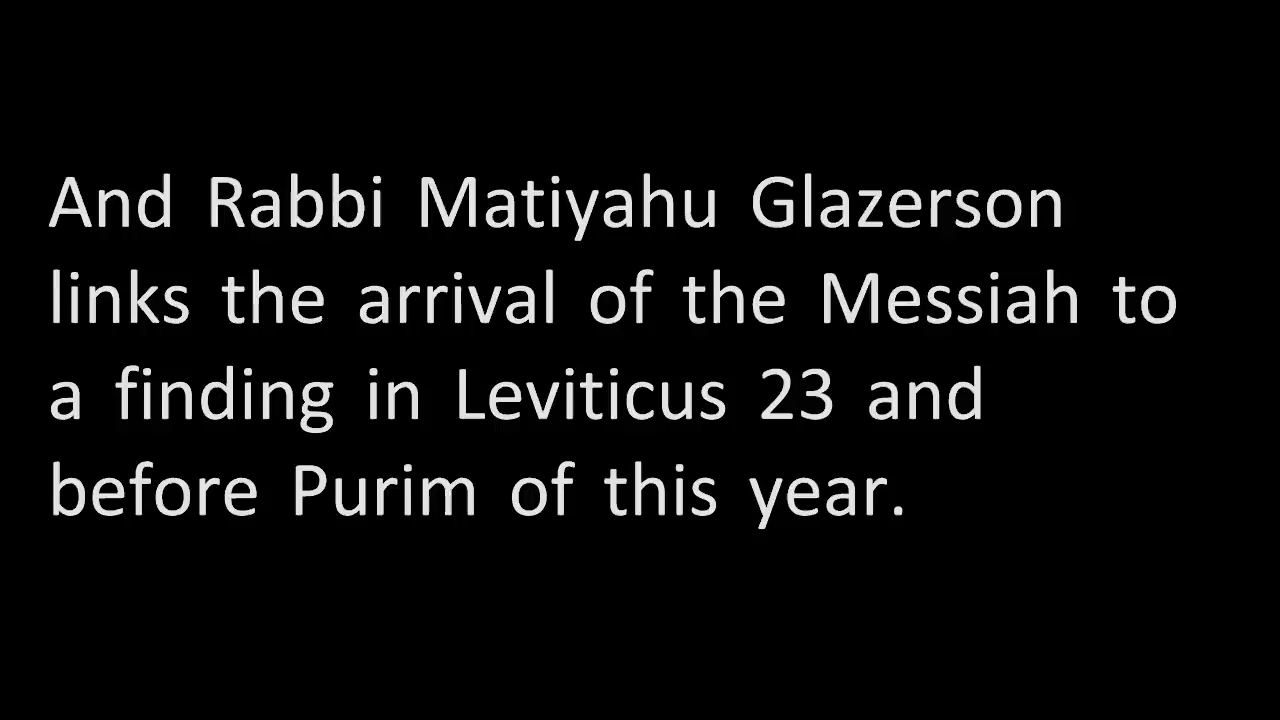 And Rabbi Matiyahu Glazerson
links the arrival of the Messiah to
a finding in Leviticus 23 and
before Purim of this year.